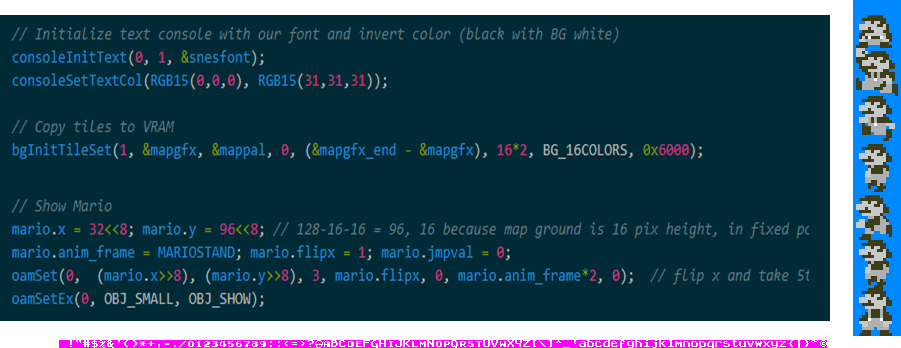 // Initialize text console with our font and invert color (black with BG white)
consoleInitText(0, 1, &snesfont);
consoleSetTextCol(RGB15(0,0,0), RGB15(31,31,31));
// Copy tiles to VRAM
bgInitTileSet(1, &mapgfx, &mappal, 0, (&mapgfx_end - &mapgfx), 16*2, BG_16COLORS, 0x6000);
// Show Mario
mario.x = 32<<8; mario.y = 96<<8; // 128-16-16 = 96, 16 because map ground is 16 pix height, in fixed
mario.anim_frame = MARIOSTAND; mario.flipx = 1; mario.jmpval = 0;
oamSet(0, (mario.x>>8), (mario.y>>8), 3, mario.flipx, 0, mario.anim_frame*2, 0); // flip x and take
oamSetEx(0, OBJ_SMALL, OBJ_SHOW);
!"#$%&'()*+,-./0123456789:;<=>?@ABCDEFGHIJKLMNOPQRSTUVWXYZ[\]^_'abcdefghijklmnopqrstuvwxyz{|}~©